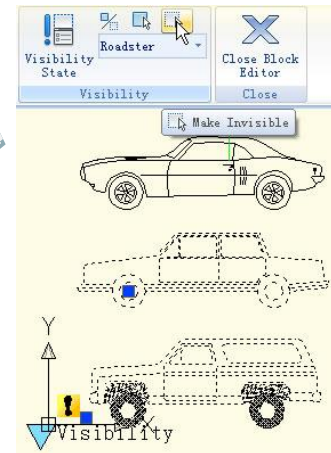 Roadster
Visibility
State
Close Block
Editor
Visibility
Close
Make Invisible
Y
X
Visibility